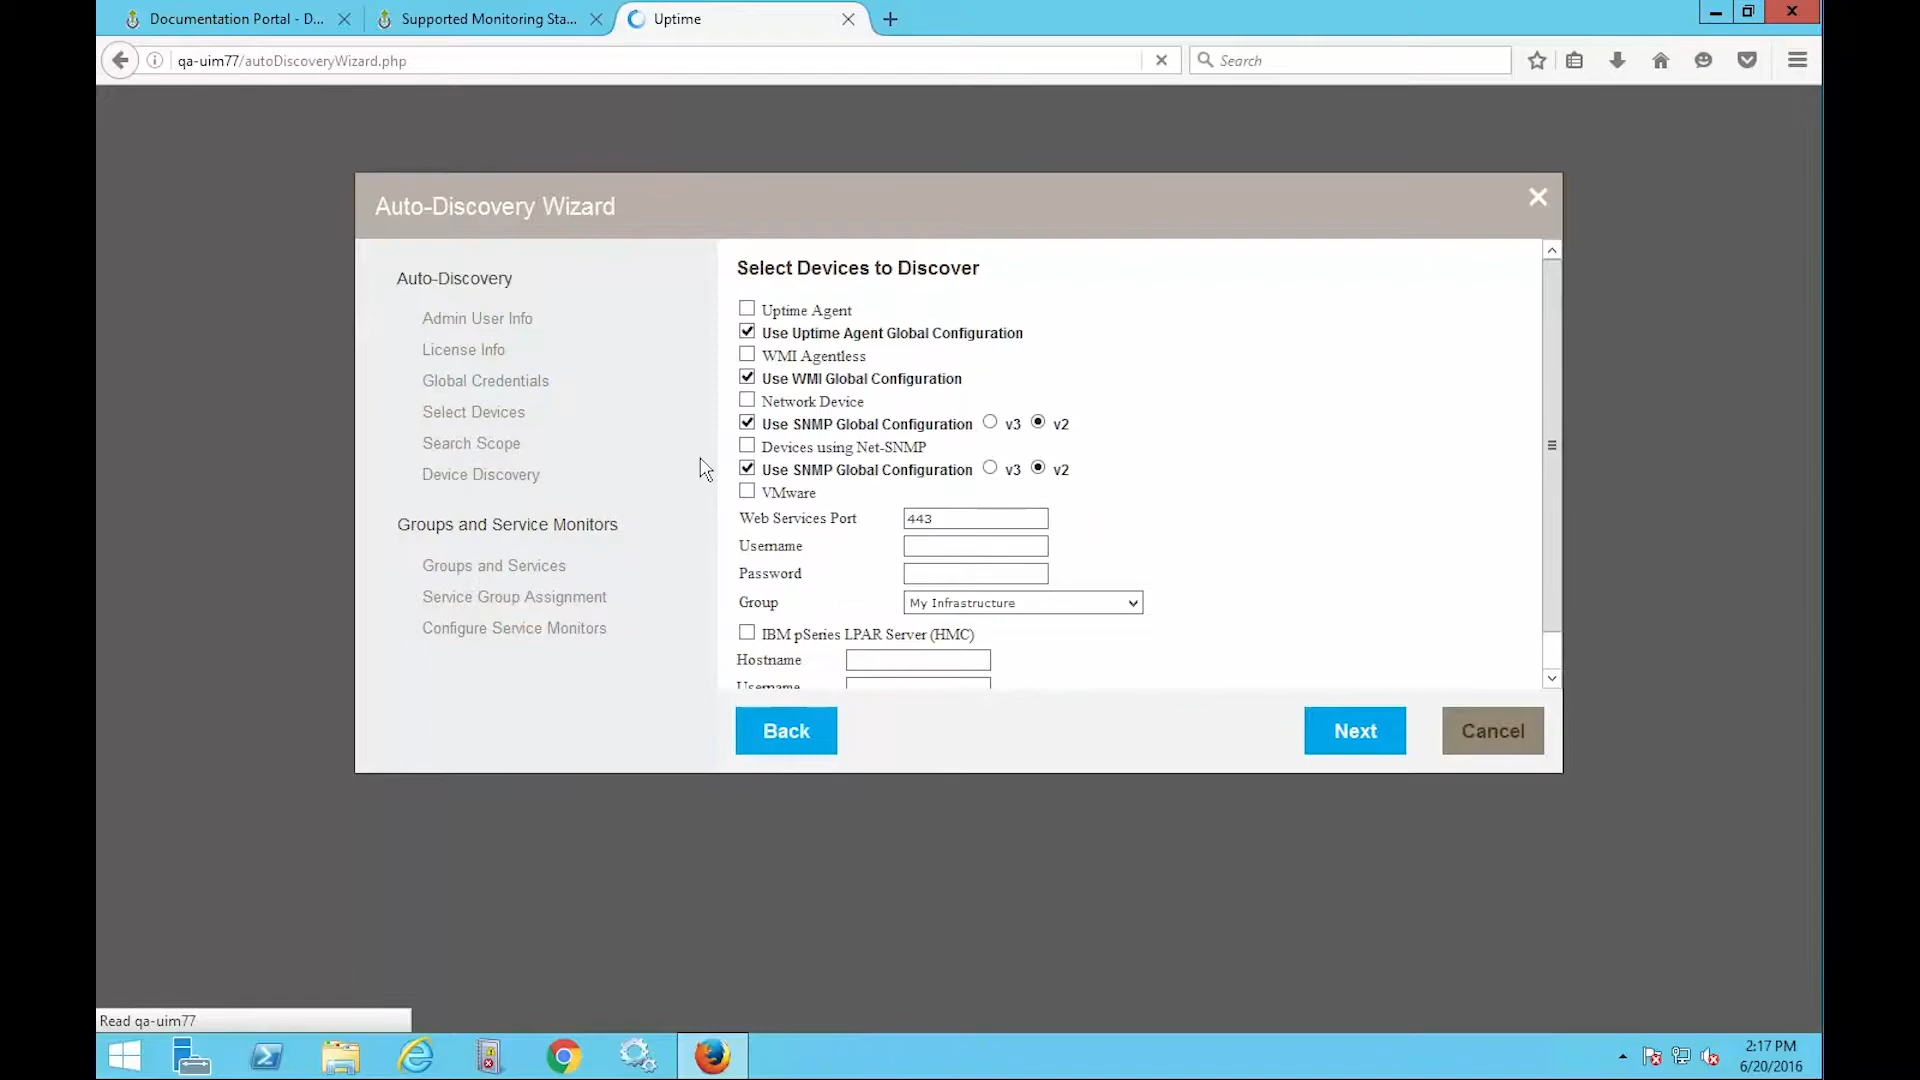 Documentation Portal - D...
Supported Monitoring Sta...
Uptime
qa-uim77/autoDiscoveryWizard.php
Search
Auto-Discovery Wizard
Auto-Discovery
Admin User Info
License Info
Global Credentials
Select Devices
Search Scope
Device Discovery
Groups and Service Monitors
Groups and Services
Service Group Assignment
Configure Service Monitors
Select Devices to Discover
Uptime Agent
Use Uptime Agent Global Configuration
WMI Agentless
Use WMI Global Configuration
Network Device
Use SNMP Global Configuration v3 v2
Devices using Net-SNMP
Use SNMP Global Configuration v3 v2
VMware
Web Services Port 443
Username
Password
Group My Infrastructure
IBM pSeries LPAR Server (HMC)
Hostname
Username
Back
Next
Cancel
Read qa-uim77
2:17 PM
6/20/2016